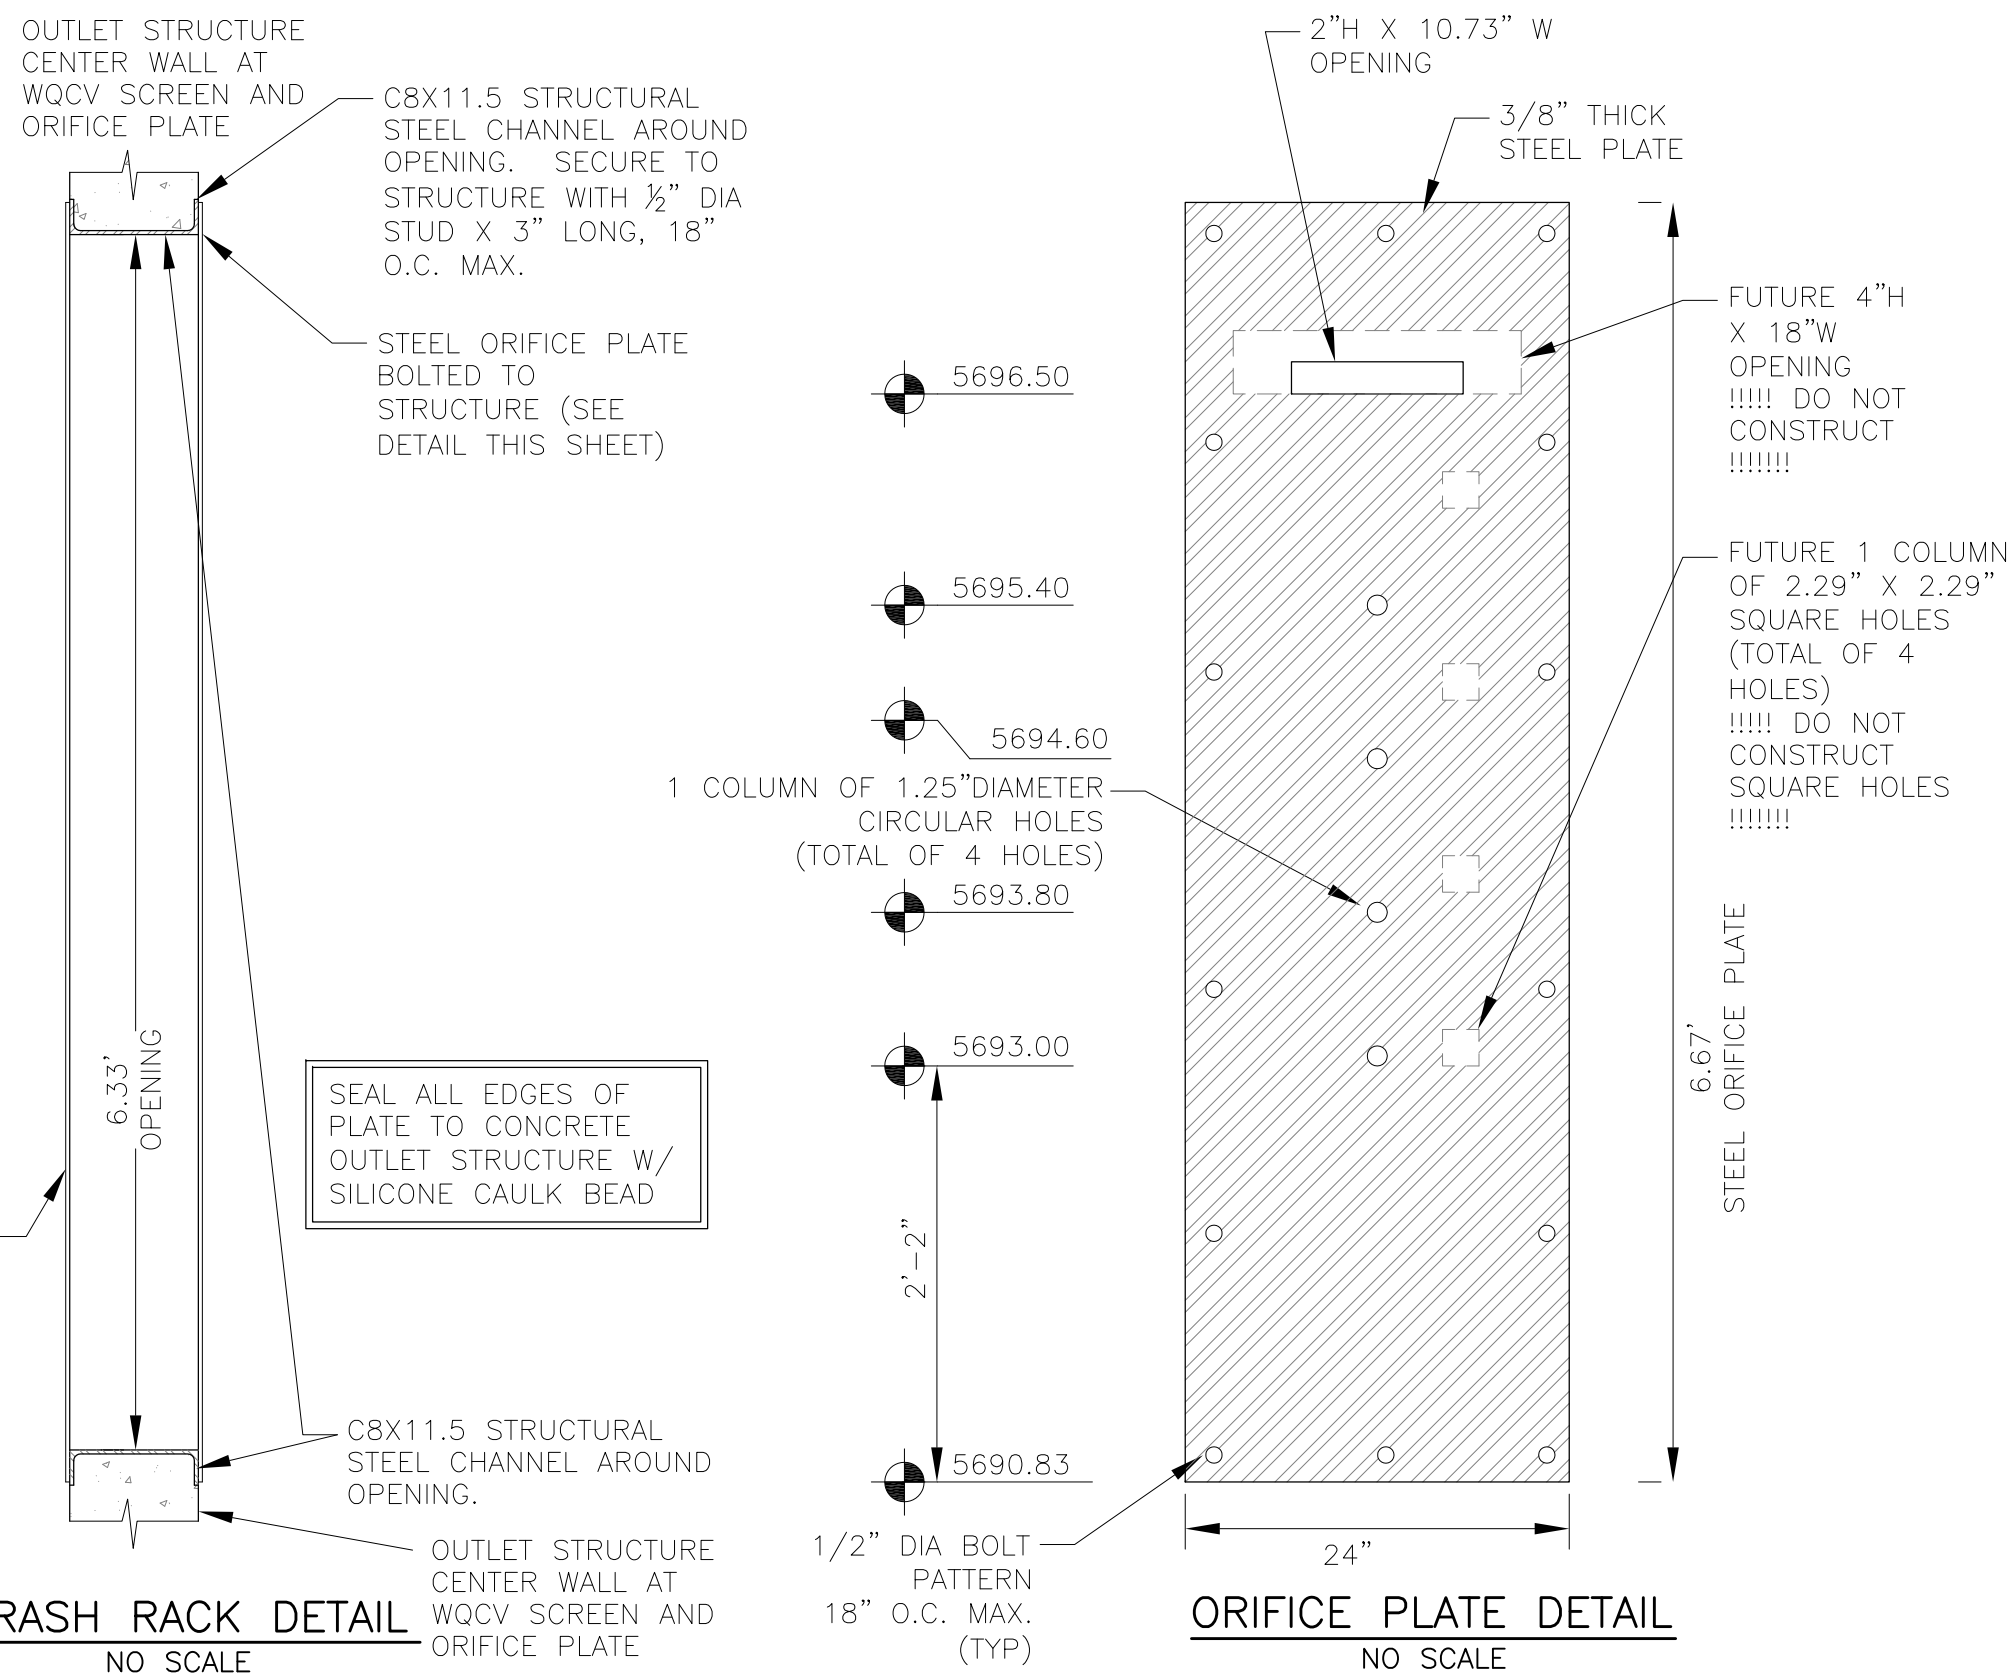 OUTLET STRUCTURE
CENTER WALL AT
WQCV SCREEN AND
ORIFICE PLATE
C8X11.5 STRUCTURAL
STEEL CHANNEL AROUND
OPENING. SECURE TO
STRUCTURE WITH ½" DIA
STUD X 3" LONG, 18"
O.C. MAX.
STEEL ORIFICE PLATE
BOLTED TO
STRUCTURE (SEE
DETAIL THIS SHEET)
6.33'
OPENING
SEAL ALL EDGES OF
PLATE TO CONCRETE
OUTLET STRUCTURE W/
SILICONE CAULK BEAD
C8X11.5 STRUCTURAL
STEEL CHANNEL AROUND
OPENING.
OUTLET STRUCTURE
CENTER WALL AT
WQCV SCREEN AND
ORIFICE PLATE
RASH RACK DETAIL
NO SCALE
2"H X 10.73" W
OPENING
3/8" THICK
STEEL PLATE
FUTURE 4"H
X 18"W
OPENING
!!!!! DO NOT
CONSTRUCT
!!!!!!!
FUTURE 1 COLUMN
OF 2.29" X 2.29"
SQUARE HOLES
(TOTAL OF 4
HOLES)
!!!!! DO NOT
CONSTRUCT
SQUARE HOLES
!!!!!!!
5696.50
5695.40
5694.60
1 COLUMN OF 1.25"DIAMETER
CIRCULAR HOLES
(TOTAL OF 4 HOLES)
5693.80
5693.00
2'-2"
5690.83
1/2" DIA BOLT
PATTERN
18" O.C. MAX.
(TYP)
6.67'
STEEL ORIFICE PLATE
24"
ORIFICE PLATE DETAIL
NO SCALE